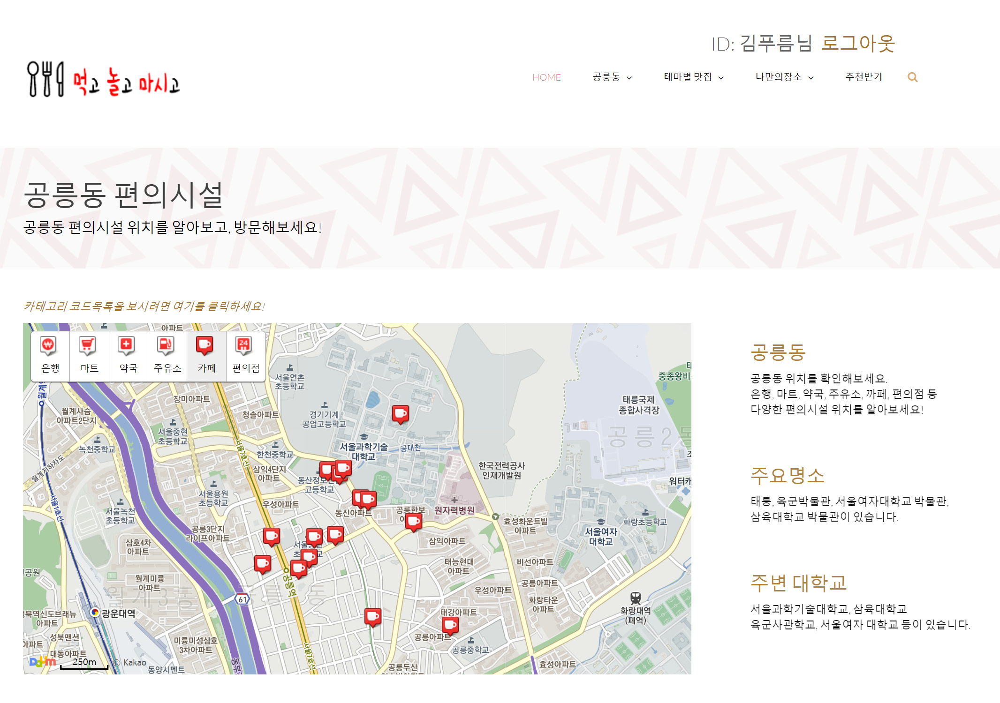 ID: 김푸름님 로그아웃
먹고 놀고 마시고
HOME 공릉동 테마별 맛집 나만의장소 추천받기
공릉동 편의시설
공릉동 편의시설 위치를 알아보고, 방문해보세요!
카테고리 코드목록을 보시려면 여기를 클릭하세요!
은행 마트 약국 주유소 카페 편의점
24
아파트
서울연촌
초등학교
장미아파트
월계사슴
아파트2단지
청솔아파트
경기기계
공업고등학교
서울중현
초등학교
녹천중학교
한천중학교
서울과학기술
대학교
공대천
태릉국제
종합사격장
중종왕비
공릉2동
한국전력공사
인재개발원
워터캐
월계지하차도
서울7호선
삼익4단지
아파트
고등학교
서울용원
초등학교
우성아파트
동신아파트
공릉한보
원자력병원
서울1호선
서울녹천
초등학교
공릉3단지
라이프아파트
효성화운트빌
아파트
화랑초등학교
서울여자
대학교
삼익아파트
삼호4차
아파트
태능현대
아파트
비선아파트
월계미륭
아파트
월계3동
공릉역
61
우성아파트
공릉아파트
화랑타운
아파트
화랑대역
(폐역)
광운대역
성북역신도브래뉴
아파트
태강아파트
공릉아파트
공릉중학교
성북맨션
아파트
대동아파트
미륭미성삼호
3차아파트
서울7호선
공릉두산
효성아파트
동양시멘트
Daum
250m
© Kakao
공릉동
공릉동 위치를 확인해보세요.
은행, 마트, 약국, 주유소, 까페, 편의점 등
다양한 편의시설 위치를 알아보세요!
주요명소
태릉, 육군박물관, 서울여자대학교 박물관,
삼육대학교 박물관이 있습니다.
주변 대학교
서울과학기술대학교, 삼육대학교
육군사관학교, 서울여자 대학교 등이 있습니다.